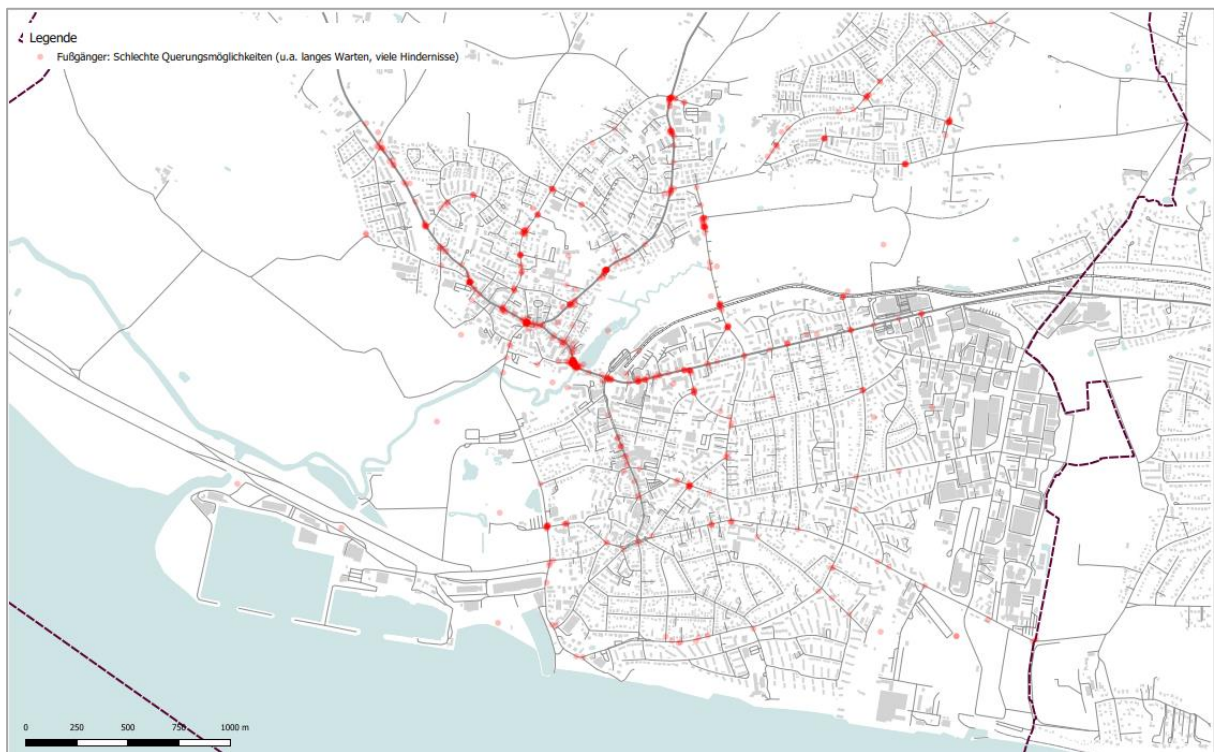 Legende
Fußgänger: Schlechte Querungsmöglichkeiten (u.a. langes Warten, viele Hindernisse)
0 250 500 750 1000 m